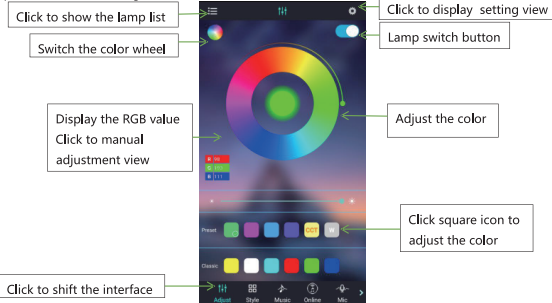 Click to show the lamp list
Click to display setting view
Switch the color wheel
Lamp switch button
Display the RGB value
Click to manual
adjustment view
Adjust the color
R
G
B 111
Click square icon to
adjust the color
Preset CCT W
Classic
Click to shift the interface
Adjust Style Music Online Mic